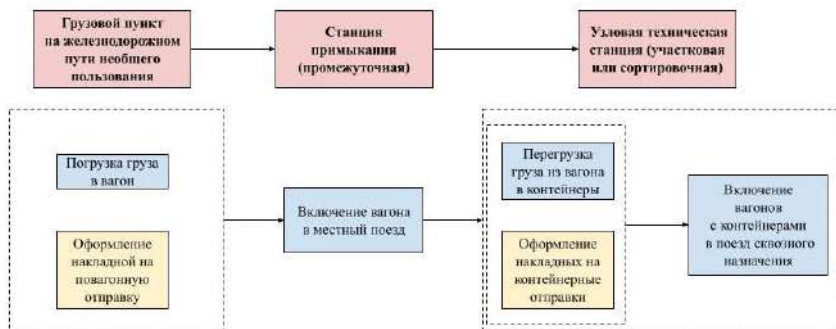 Грузовой пункт
на железнодорожном
пути необщего
пользования
Станция
примыкания
(промежуточная)
Узловая техническая
станция (участковая
или сортировочная)
Погрузка груза
в вагон
Оформление
накладной на
повагонную
отправку
Включение вагона
в местный поезд
Перегрузка
груза из вагона
в контейнеры
Оформление
накладных на
контейнерные
отправки
Включение
вагонов
с контейнерами
в поезд сквозного
назначения